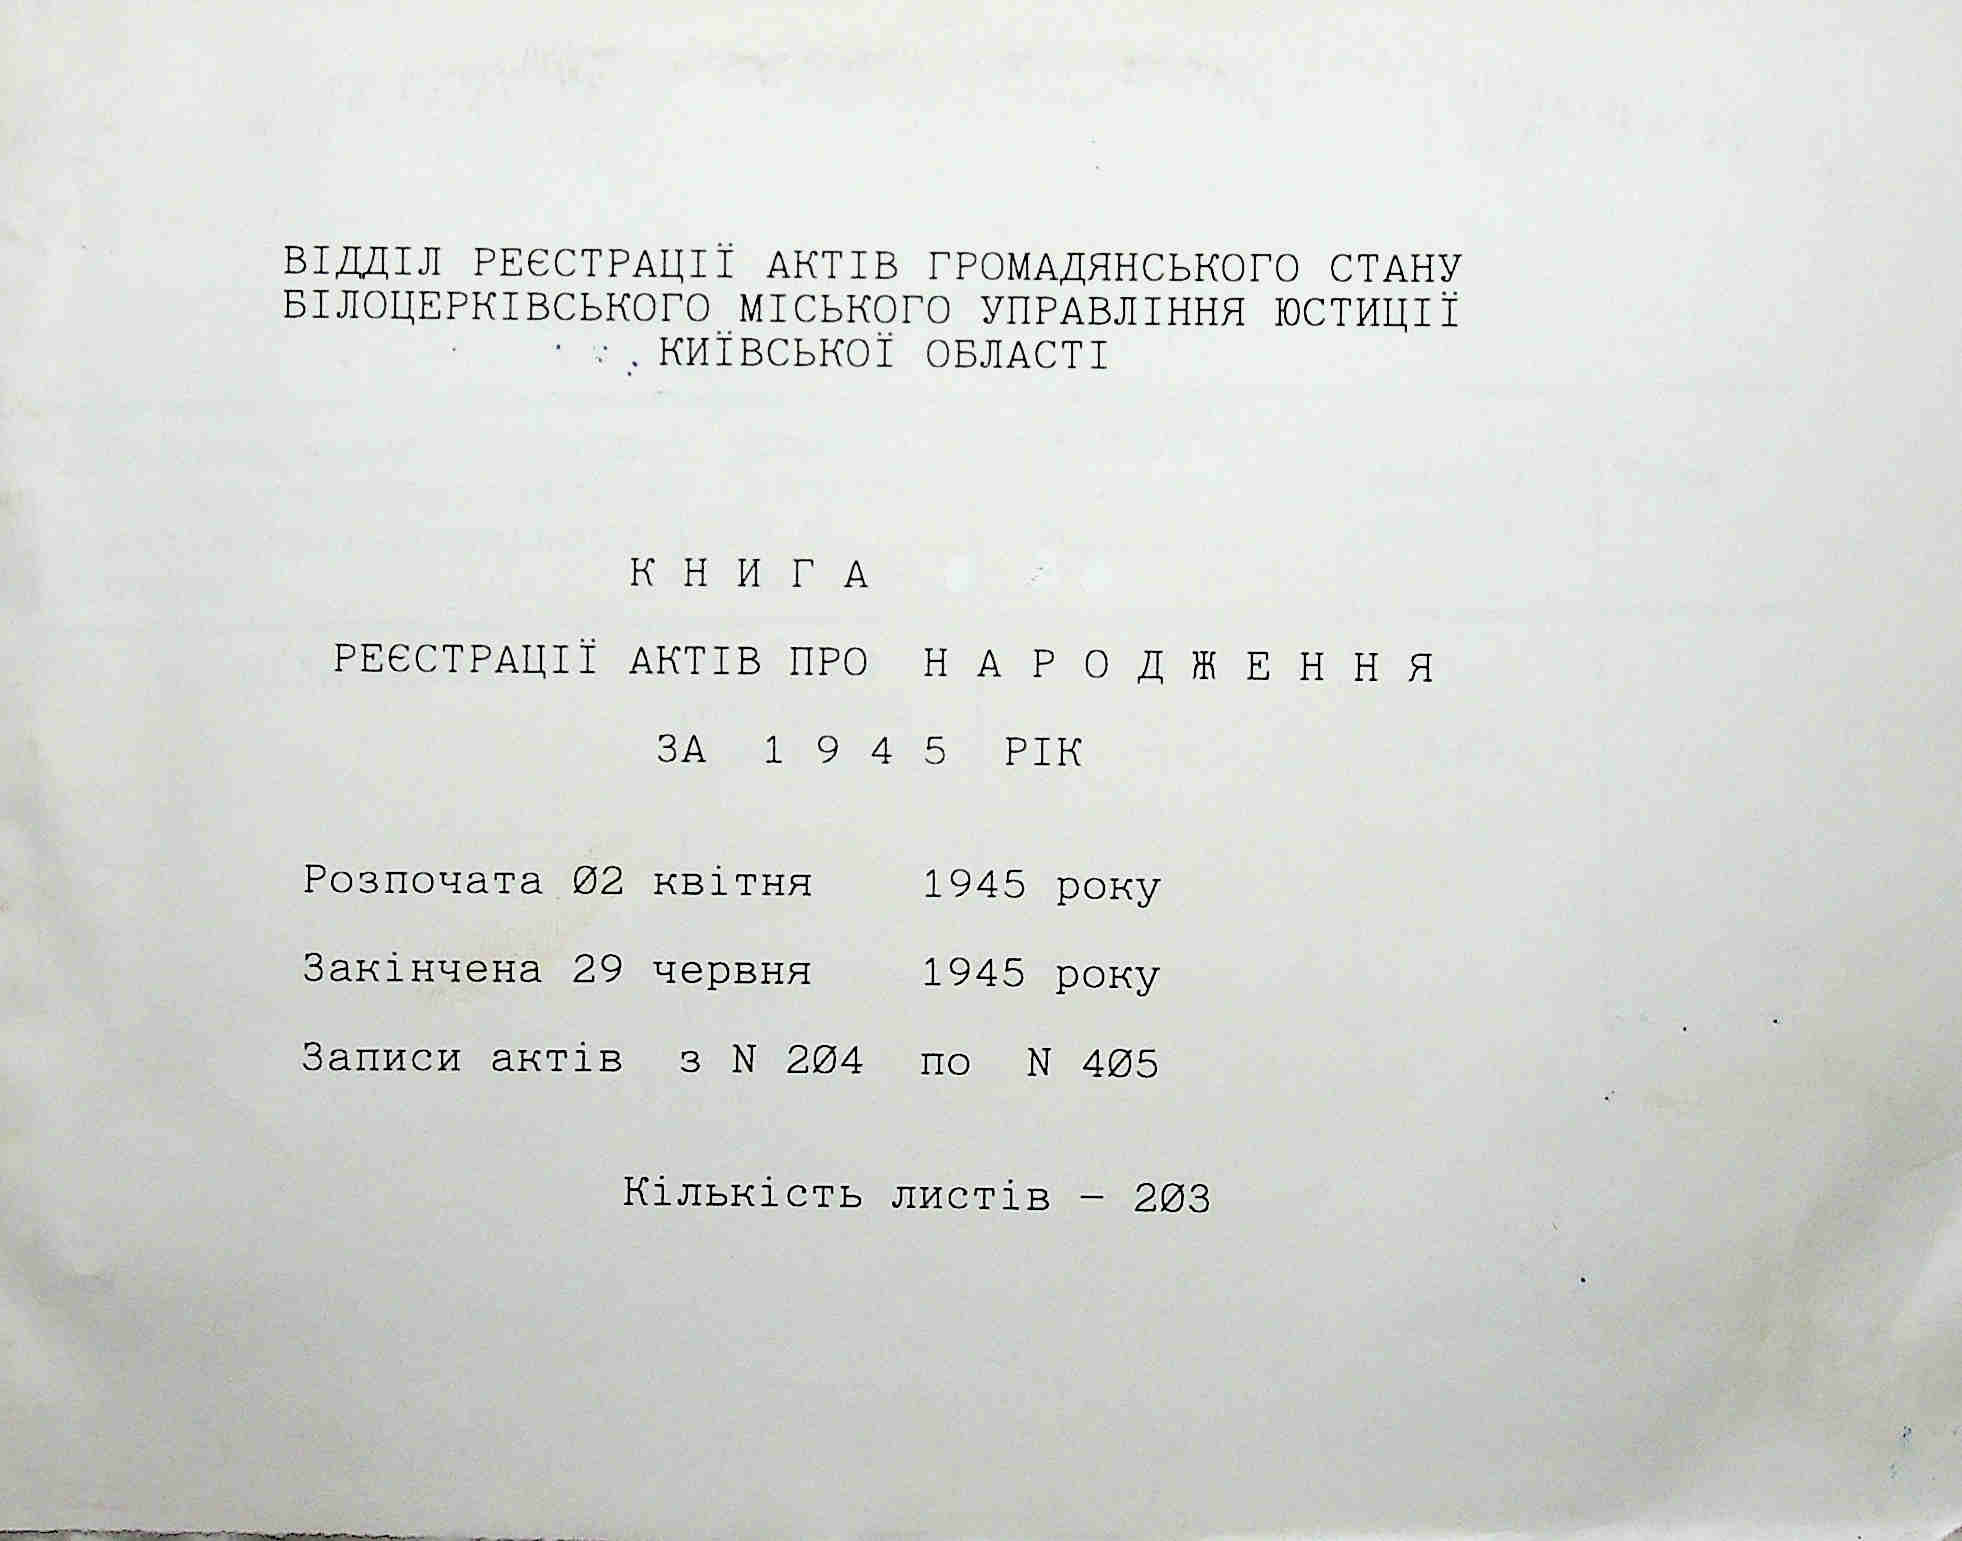 ВІДДІЛ РЕЄСТРАЦІЇ АКТІВ ГРОМАДЯНСЬКОГО СТАНУ
БІЛОЦЕРКІВСЬКОГО МІСЬКОГО УПРАВЛІННЯ ЮСТИЦІЇ
КИЇВСЬКОЇ ОБЛАСТІ
К Н И Г А
РЕЄСТРАЦІЇ АКТІВ ПРО Н А Р О Д Ж Е Н Н Я
ЗА 1 9 4 5 РІК
Розпочата 02 квітня 1945 року
Закінчена 29 червня 1945 року
Записи актів з N 204 по N 405
Кількість листів – 203